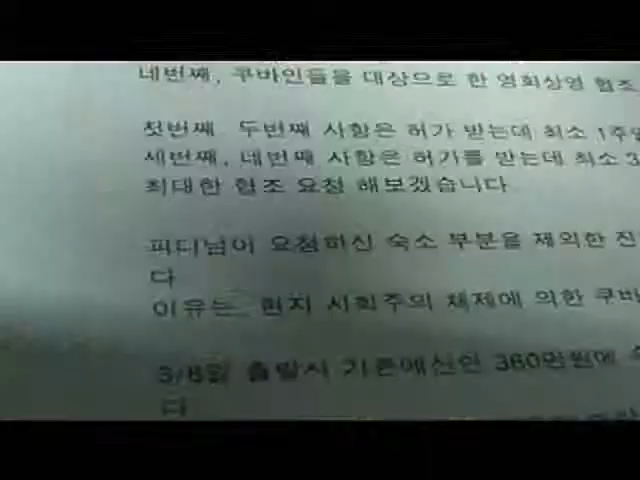 네번째, 쿠바인들을 대상으로 한 영화상영 협조
첫번째, 두번째 사항은 허가 받는데 최소 1주일
세번째, 네번째 사항은 허가를 받는데 최소 3
최대한 협조 요청 해보겠습니다.
피디님이 요청하신 숙소 부분을 제외한 진
다
이유는, 현지 사회주의 체제에 의한 쿠바
출발시 기존예산인 360만원에
다